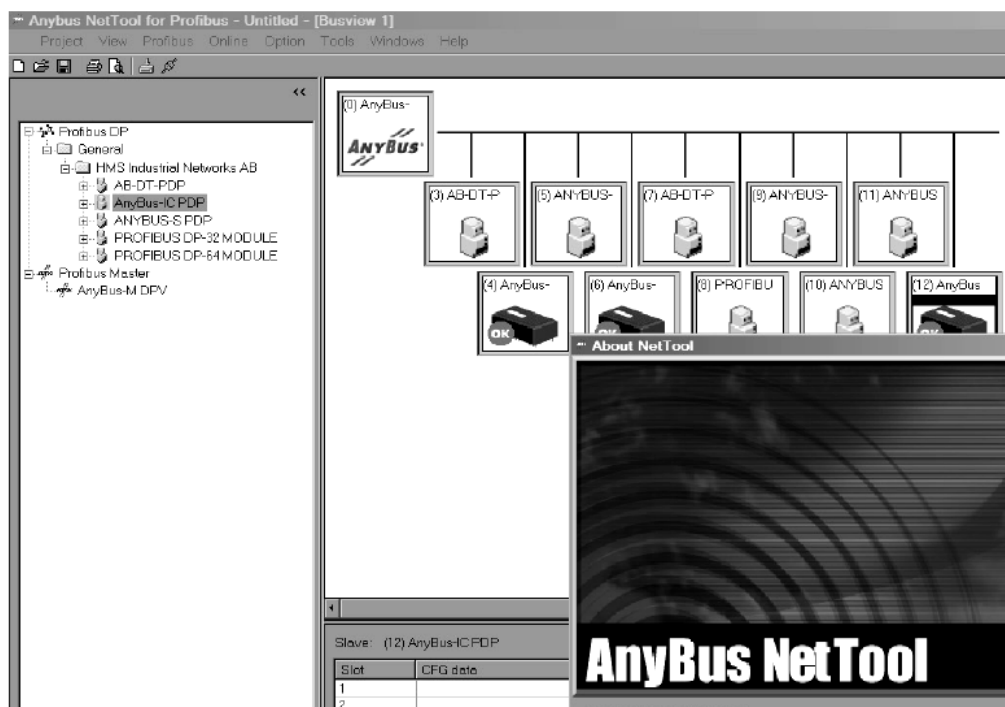 Anybus NetTool for Profibus - Untitled - [Busview 1]
Project View Profibus Online Option Tools Windows Help
<<
Profibus DP
General
HMS Industrial Networks AB
AB-DT-PDP
AnyBus-IC PDP
ANYBUS-S PDP
PROFIBUS DP-32 MODULE
PROFIBUS DP-64 MODULE
Profibus Master
AnyBus-M DPV
(0) AnyBus-
ANYBUS
(3) AB-DT-P
(5) ANYBUS-
(7) AB-DT-P
(9) ANYBUS-
(11) ANYBUS
(4) AnyBus-
(6) AnyBus-
(8) PROFIBU
(10) ANYBUS
(12) AnyBus
OK
OK
OK
About NetTool
AnyBus NetTool
Slave: (12) AnyBus-IC PDP
Slot CFG data
1
2